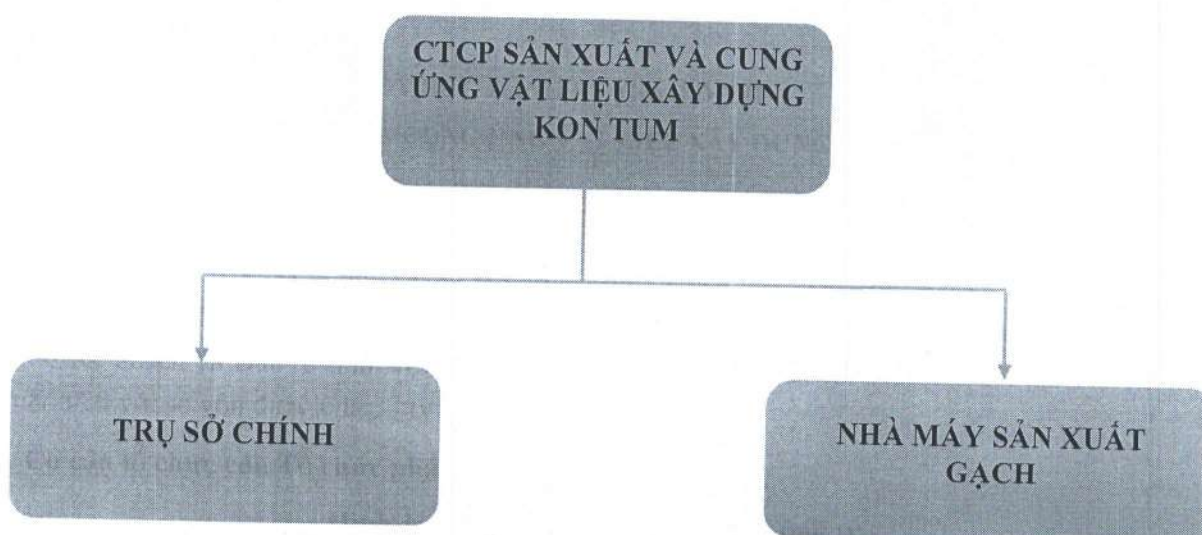 CTCP SẢN XUẤT VÀ CUNG
ỨNG VẬT LIỆU XÂY DỰNG
KON TUM
TRỤ SỞ CHÍNH
NHÀ MÁY SẢN XUẤT
GẠCH